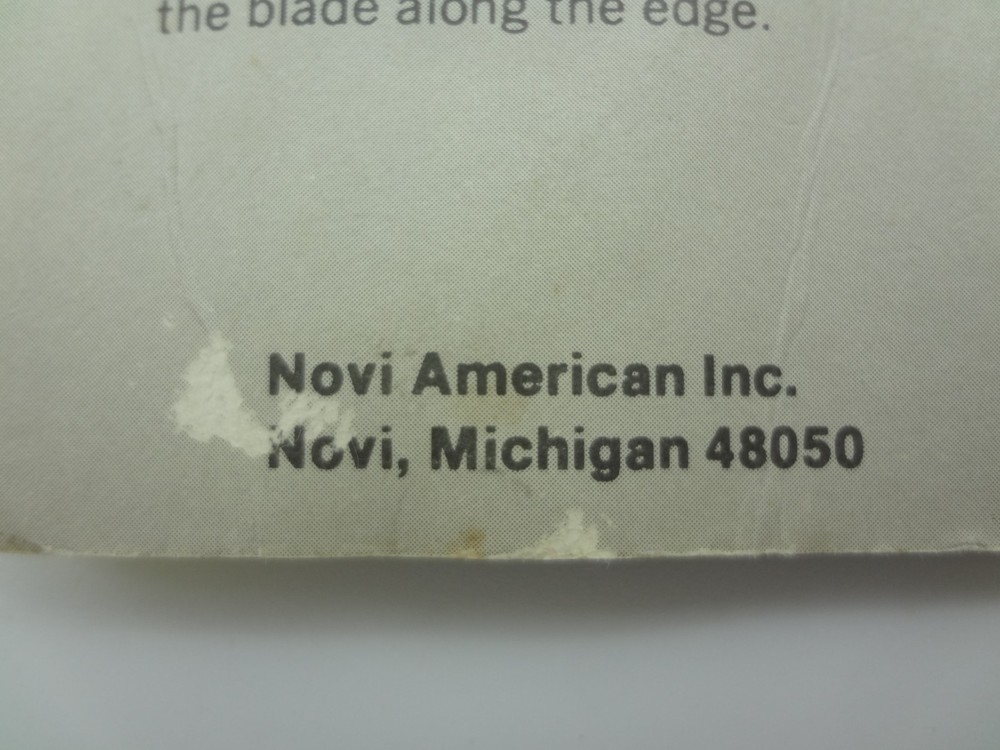 the blade along the edge.
Novi American Inc.
Novi, Michigan 48050